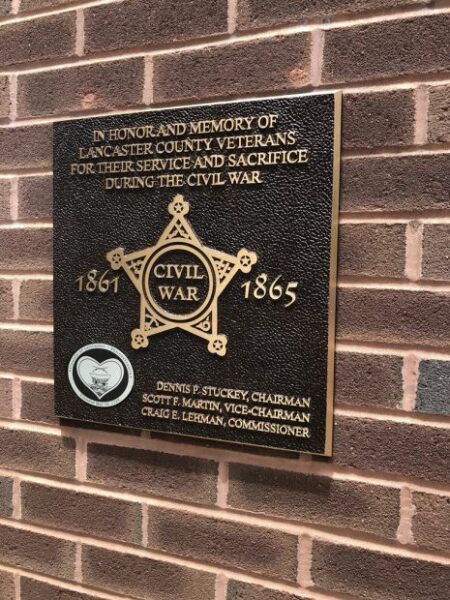 IN HONOR AND MEMORY OF
LANCASTER COUNTY VETERANS
FOR THEIR SERVICE AND SACRIFICE
DURING THE CIVIL WAR
1861
CIVIL
WAR
1865
DENNIS P. STUCKEY, CHAIRMAN
SCOTT F. MARTIN, VICE-CHAIRMAN
CRAIG E. LEHMAN, COMMISSIONER